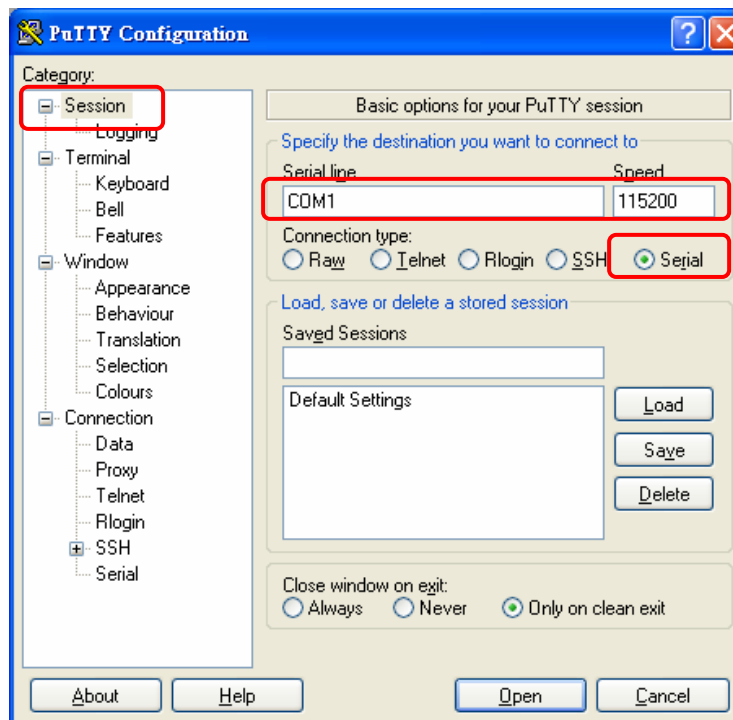 PuTTY Configuration
?
Category:
Session
Logging
Terminal
Keyboard
Bell
Features
Window
Appearance
Behaviour
Translation
Selection
Colours
Connection
Data
Proxy
Telnet
Rlogin
SSH
Serial
Basic options for your PuTTY session
Specify the destination you want to connect to
Serial line Speed
COM1 115200
Connection type:
Raw Telnet Rlogin SSH Serial
Load, save or delete a stored session
Saved Sessions
Default Settings
Load
Save
Delete
Close window on exit:
Always Never Only on clean exit
About Help Open Cancel